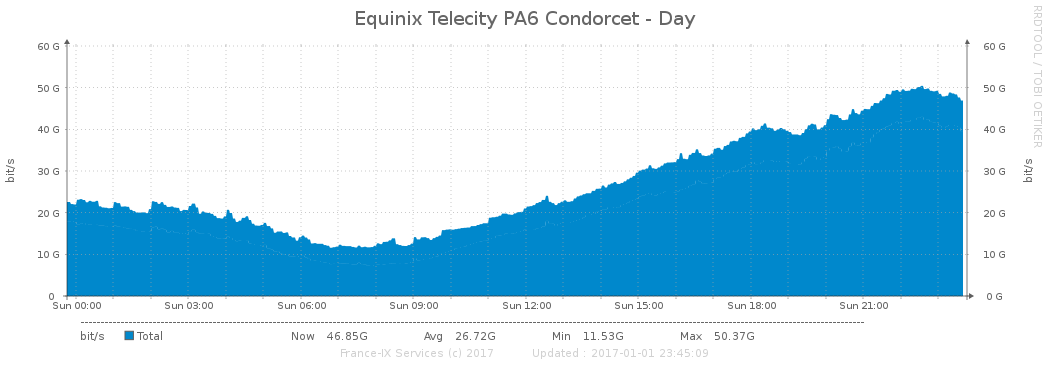 Equinix Telecity PA6 Condorcet - Day
RRDTOOL / TOBI OETIKER
60 G 60 G
50 G 50 G
40 G 40 G
30 G 30 G
20 G 20 G
10 G 10 G
0 0 G
bit/s bit/s
Sun 00:00 Sun 03:00 Sun 06:00 Sun 09:00 Sun 12:00 Sun 15:00 Sun 18:00 Sun 21:00
bit/s Total Now 46.85G Avg 26.72G Min 11.53G Max 50.37G
France-IX Services (c) 2017 Updated : 2017-01-01 23:45:09